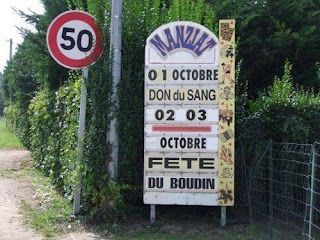 50
MANZIAT
01 OCTOBRE
DON du SANG
02 03
OCTOBRE
FETE
DU BOUDIN